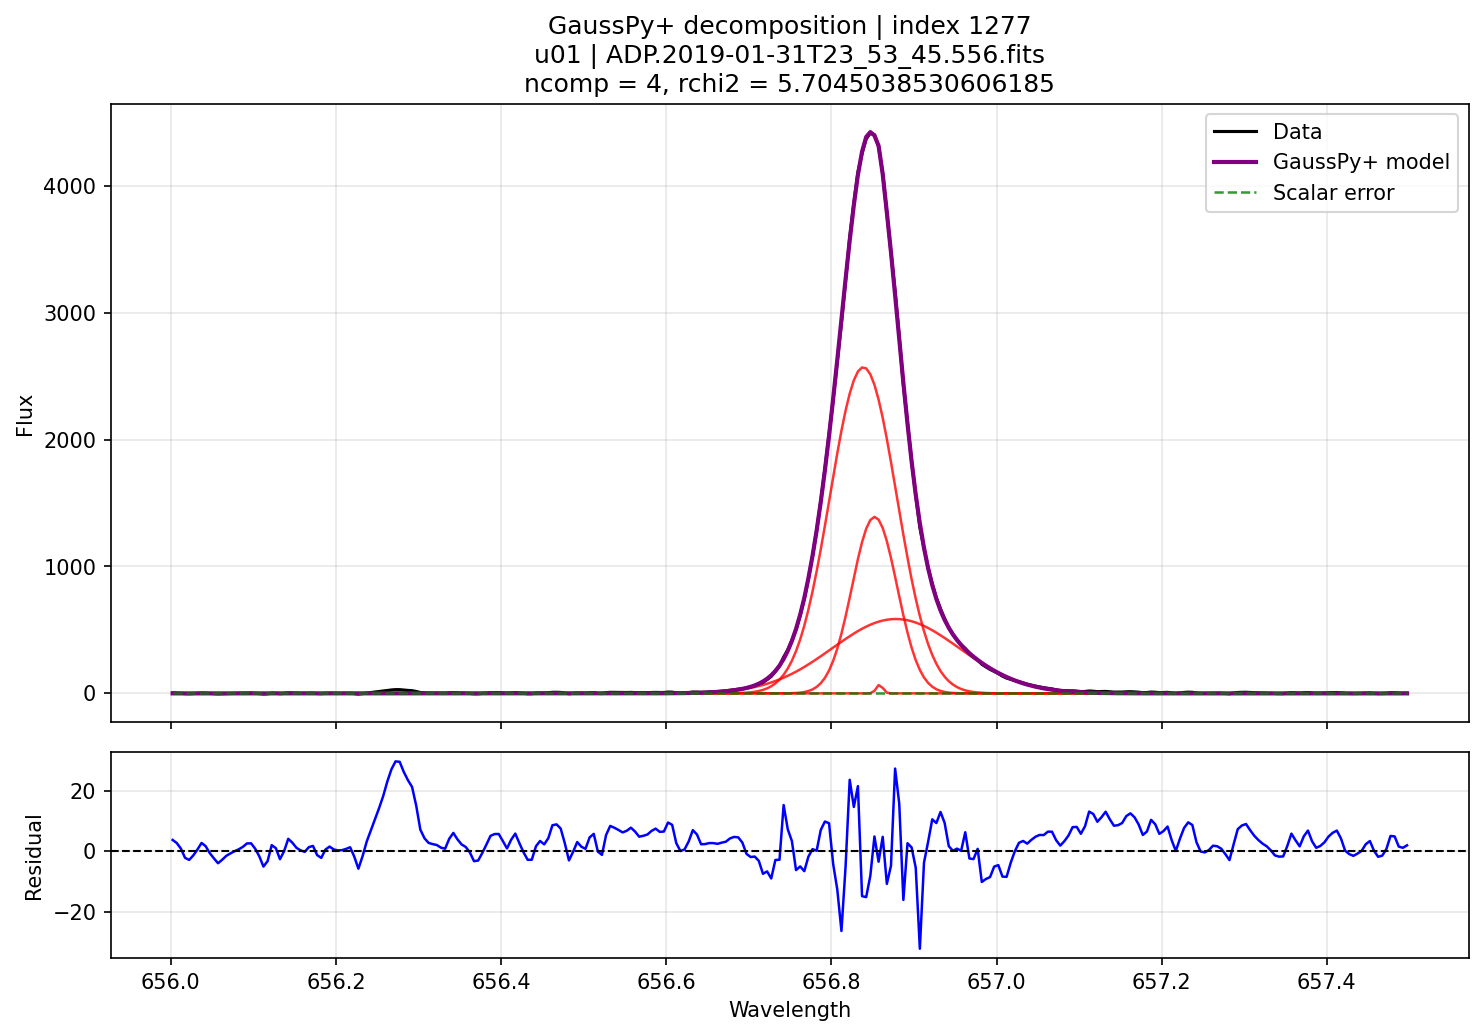 GaussPy+ decomposition | index 1277
u01 | ADP.2019-01-31T23_53_45.556.fits
ncomp = 4, rchi2 = 5.7045038530606185
Data
GaussPy+ model
Scalar error
Flux
4000
3000
2000
1000
0
Residual
20
0
−20
656.0 656.2 656.4 656.6 656.8 657.0 657.2 657.4
Wavelength